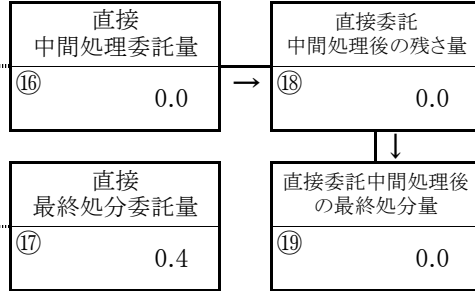 直接
中間処理委託量
⑯
0.0
→
直接委託
中間処理後の残さ量
⑱
0.0
↓
直接
最終処分委託量
⑰
0.4
直接委託中間処理後
の最終処分量
⑲
0.0